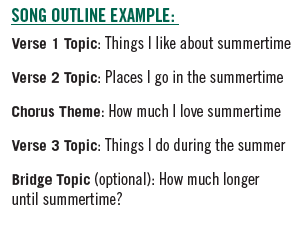 SONG OUTLINE EXAMPLE:
Verse 1 Topic: Things I like about summertime
Verse 2 Topic: Places I go in the summertime
Chorus Theme: How much I love summertime
Verse 3 Topic: Things I do during the summer
Bridge Topic (optional): How much longer
until summertime?